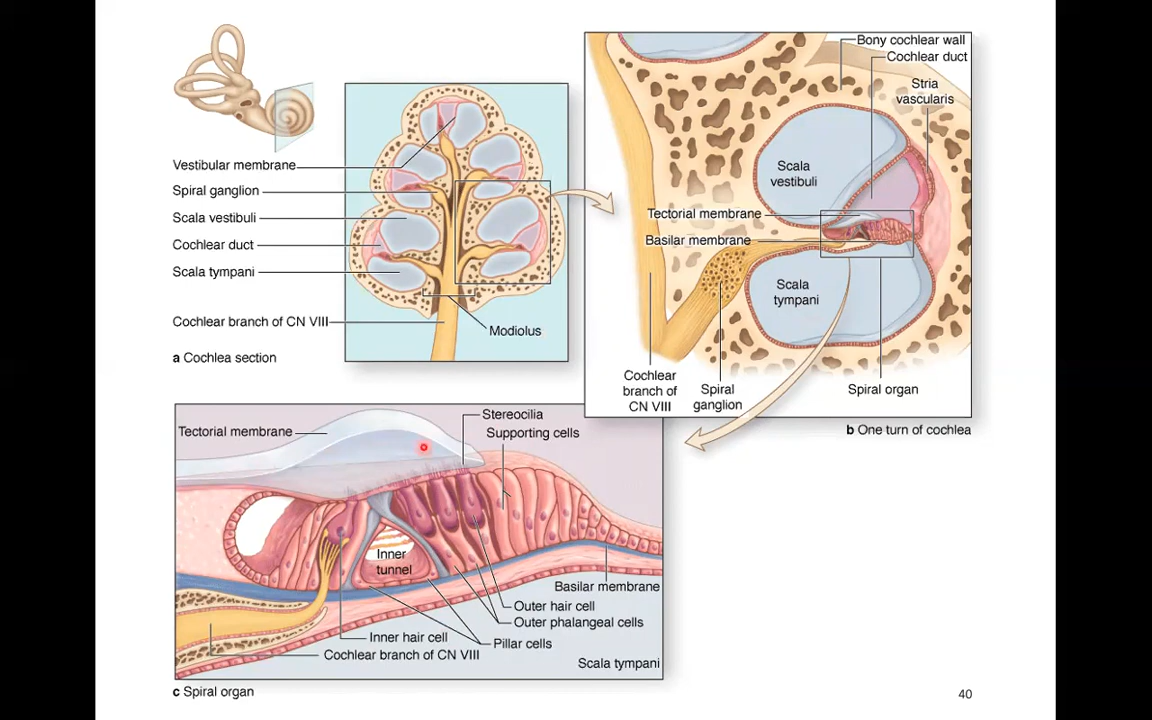 Vestibular membrane
Spiral ganglion
Scala vestibuli
Cochlear duct
Scala tympani
Cochlear branch of CN VIII
Modiolus
a Cochlea section
Bony cochlear wall
Cochlear duct
Stria
vascularis
Scala
vestibuli
Tectorial membrane
Basilar membrane
Scala
tympani
Cochlear
branch of
CN VIII
Spiral
ganglion
Spiral organ
b One turn of cochlea
Tectorial membrane
Stereocilia
Supporting cells
Inner
tunnel
Basilar membrane
Outer hair cell
Outer phalangeal cells
Inner hair cell
Pillar cells
Cochlear branch of CN VIII
Scala tympani
c Spiral organ
40